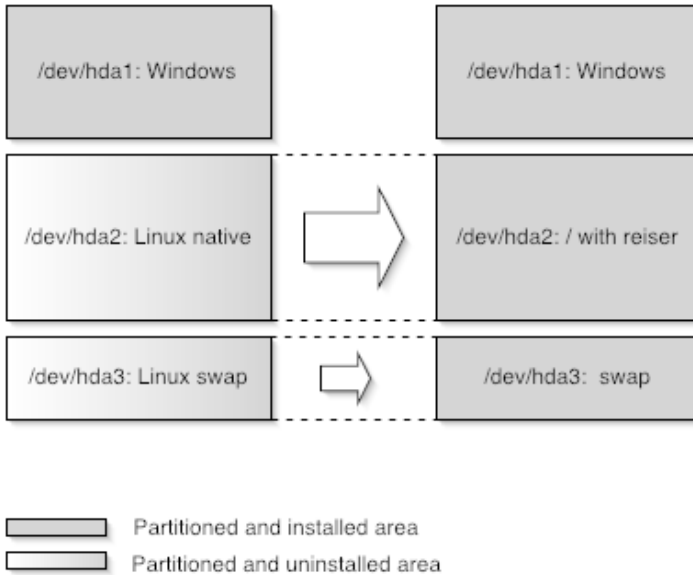 /dev/hda1: Windows
/dev/hda1: Windows
/dev/hda2: Linux native
/dev/hda2: / with reiser
/dev/hda3: Linux swap
/dev/hda3: swap
Partitioned and installed area
Partitioned and uninstalled area